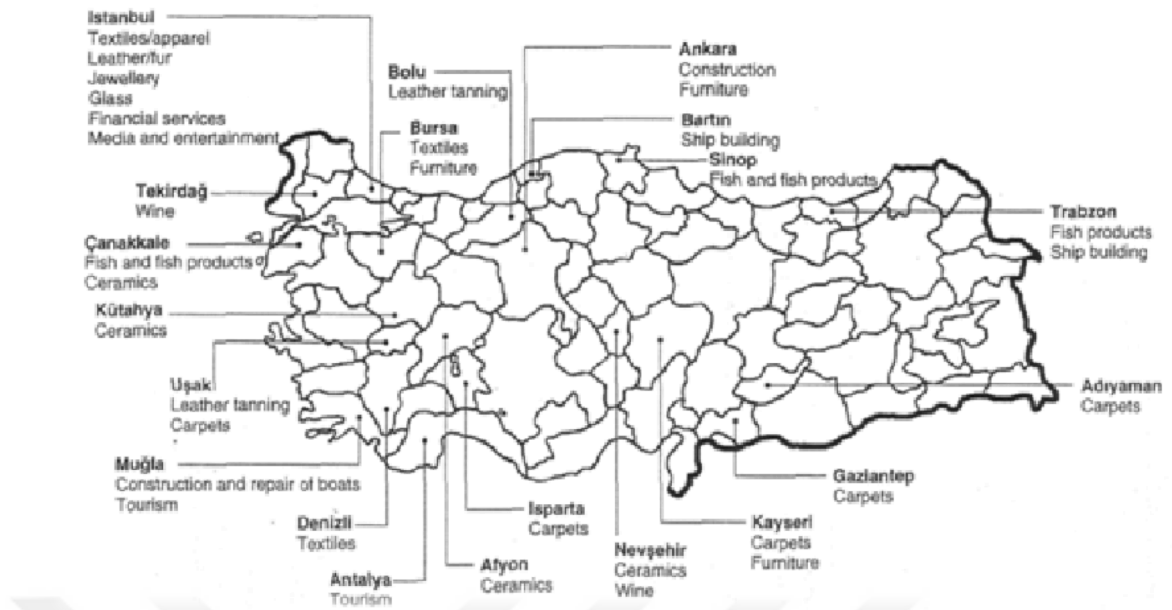 Istanbul
Textiles/apparel
Leather/fur
Jewellery
Glass
Financial services
Media and entertainment
Bolu
Leather tanning
Bursa
Textiles
Furniture
Ankara
Construction
Furniture
Bartın
Ship building
Sinop
Fish and fish products
Tekirdağ
Wine
Trabzon
Fish products
Ship building
Çanakkale
Fish and fish products
Ceramics
Kütahya
Ceramics
Uşak
Leather tanning
Carpets
Adıyaman
Carpets
Muğla
Construction and repair of boats
Tourism
Gaziantep
Carpets
Denizli
Textiles
Isparta
Carpets
Kayseri
Carpets
Furniture
Antalya
Tourism
Afyon
Ceramics
Nevşehir
Ceramics
Wine